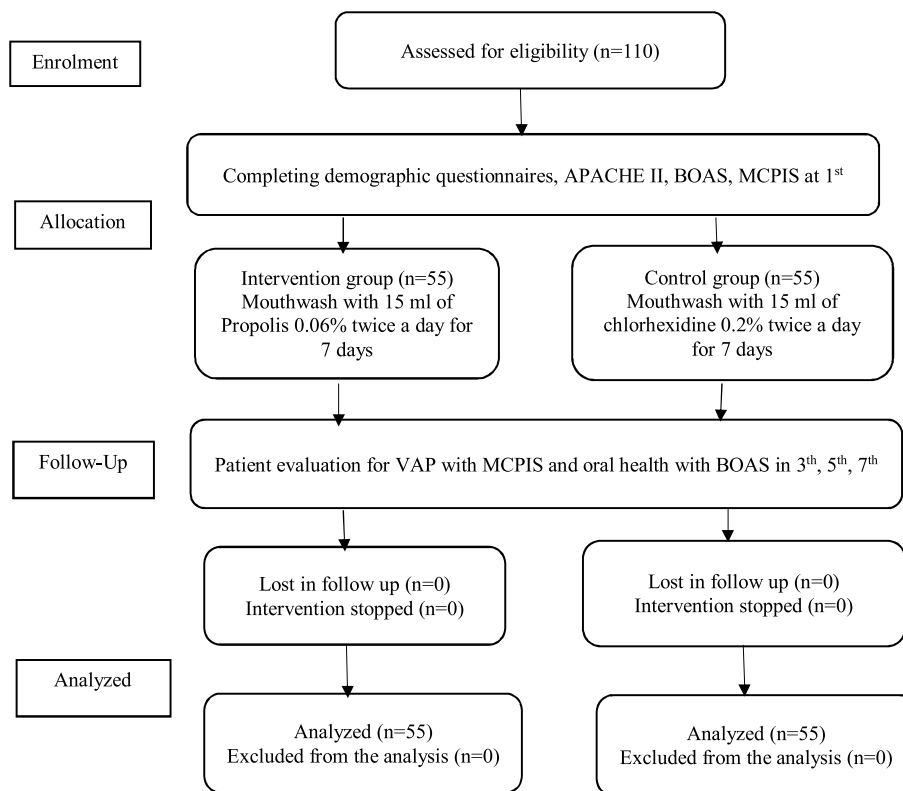 Enrolment
Assessed for eligibility (n=110)
Completing demographic questionnaires, APACHE II, BOAS, MCPIS at 1st
Allocation
Intervention group (n=55)
Mouthwash with 15 ml of
Propolis 0.06% twice a day for
7 days
Control group (n=55)
Mouthwash with 15 ml of
chlorhexidine 0.2% twice a day
for 7 days
Follow-Up
Patient evaluation for VAP with MCPIS and oral health with BOAS in 3th, 5th, 7th
Lost in follow up (n=0)
Intervention stopped (n=0)
Lost in follow up (n=0)
Intervention stopped (n=0)
Analyzed
Analyzed (n=55)
Excluded from the analysis (n=0)
Analyzed (n=55)
Excluded from the analysis (n=0)